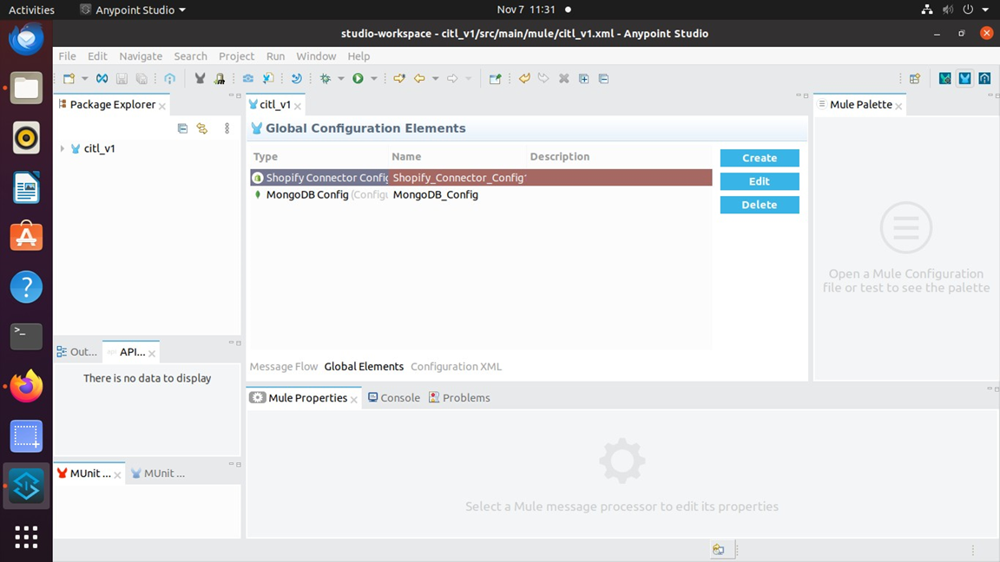 Activities
Anypoint Studio
Nov 7 11:31
studio-workspace - citl_v1/src/main/mule/citl_v1.xml - Anypoint Studio
File Edit Navigate Search Project Run Window Help
Package Explorer
citl_v1
Mule Palette
Global Configuration Elements
Type Name Description
Create
Shopify Connector Config Shopify_Connector_Config
citl_v1
MongoDB Config (Configu MongoDB_Config
Edit
Delete
Open a Mule Configuration
file or test to see the palette
Out... API...
There is no data to display
Message Flow Global Elements Configuration XML
Mule Properties Console Problems
Select a Mule message processor to edit its properties
MUnit ... MUnit ...